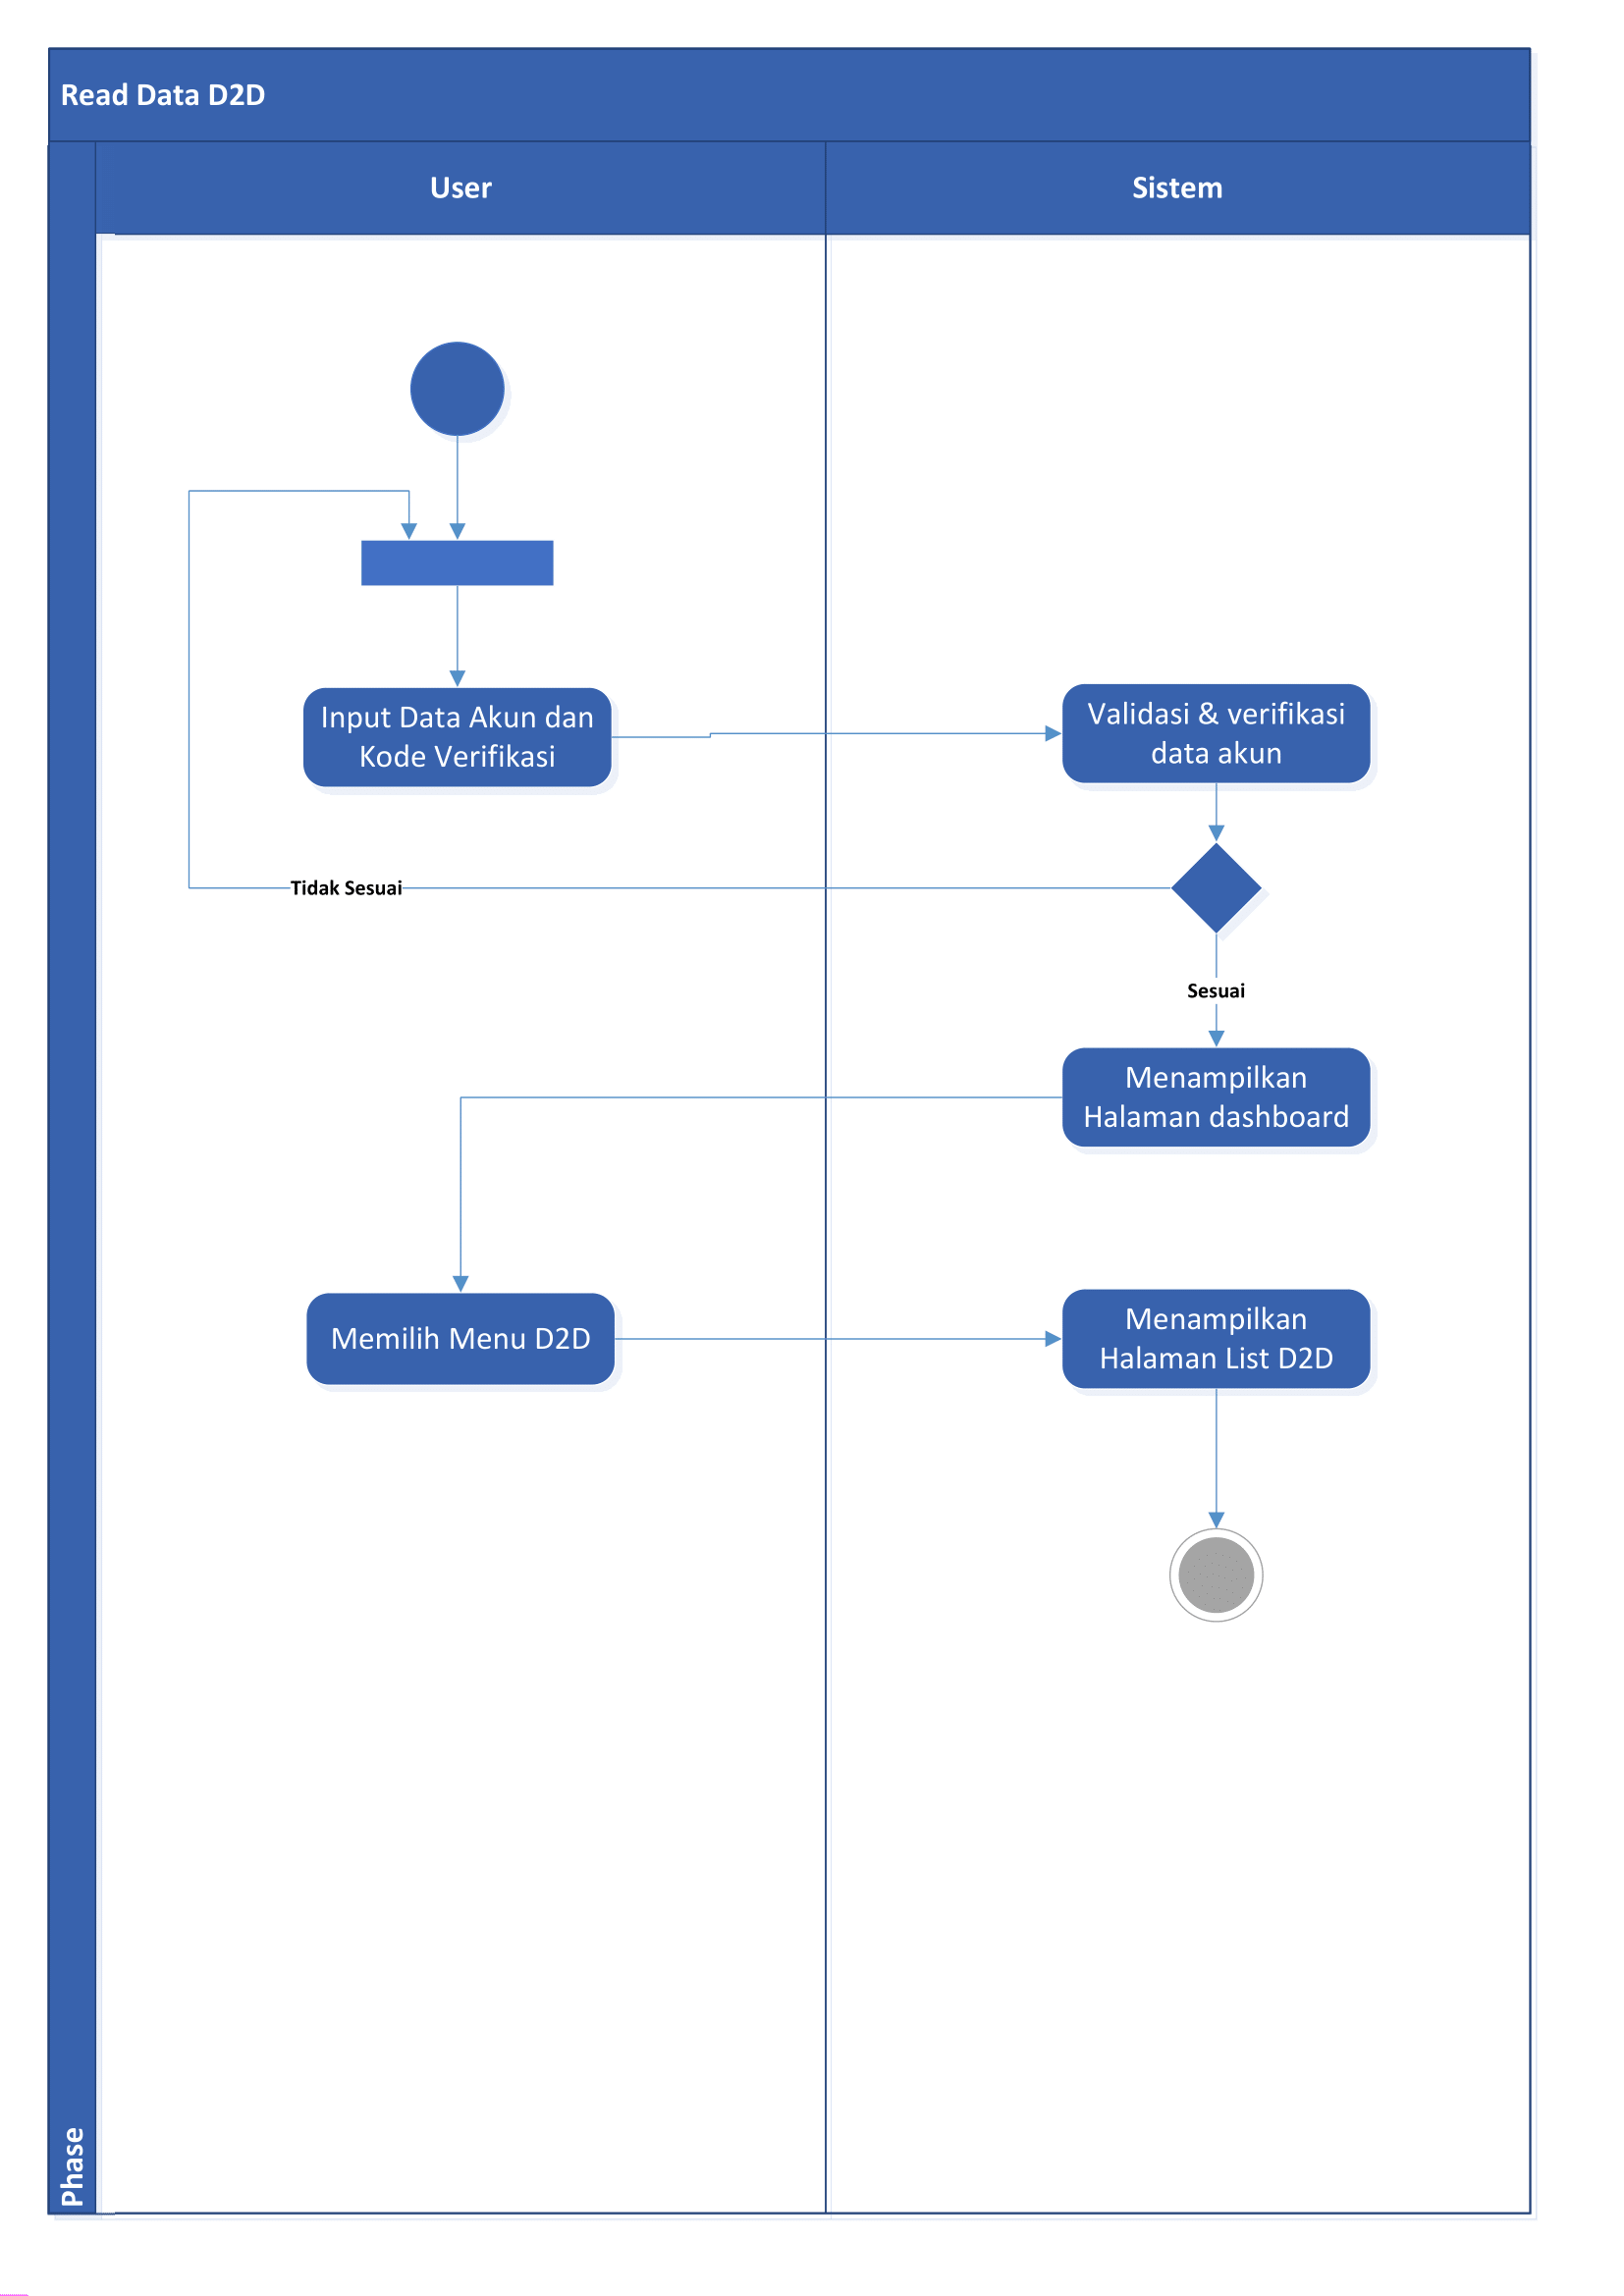 Read Data D2D
User
Sistem
Input Data Akun dan
Kode Verifikasi
Validasi & verifikasi
data akun
Tidak Sesuai
Sesuai
Menampilkan
Halaman dashboard
Memilih Menu D2D
Menampilkan
Halaman List D2D
Phase